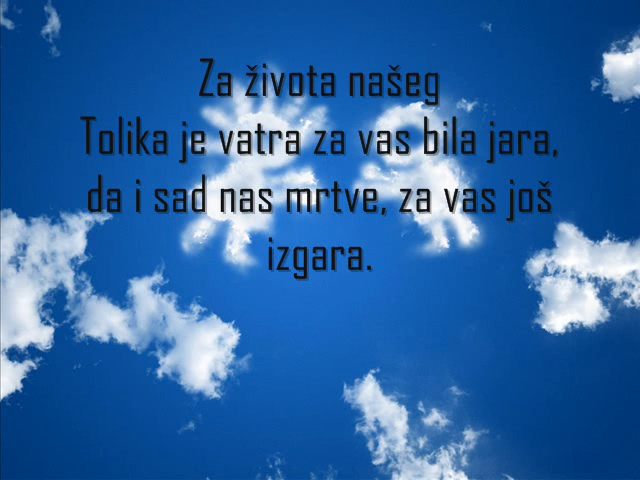 Za života našeg
Tolika je vatra za vas bila jara,
da i sad nas mrtve, za vas još
izgara.